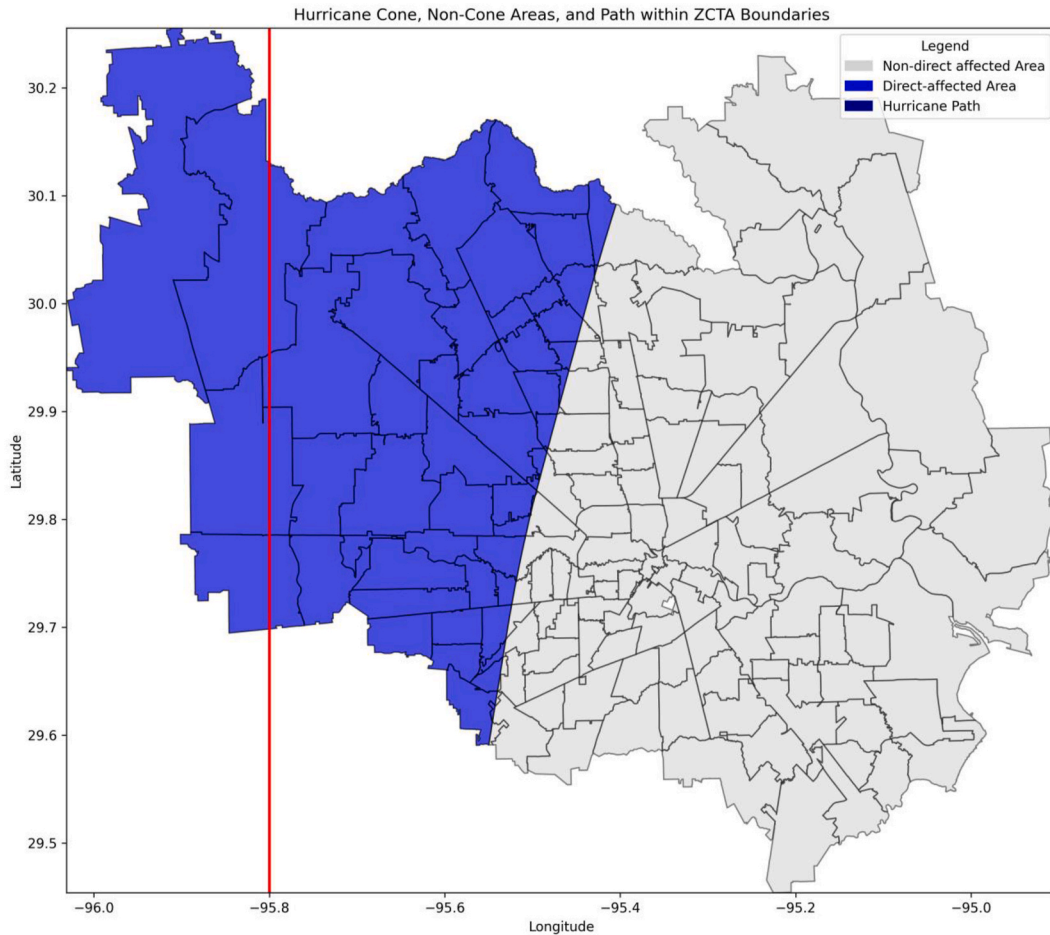 Hurricane Cone, Non-Cone Areas, and Path within ZCTA Boundaries
Legend
Non-direct affected Area
Direct-affected Area
Hurricane Path
30.2
30.1
30.0
29.9
29.8
29.7
29.6
29.5
Latitude
−96.0
−95.8
−95.6
−95.4
−95.2
−95.0
Longitude